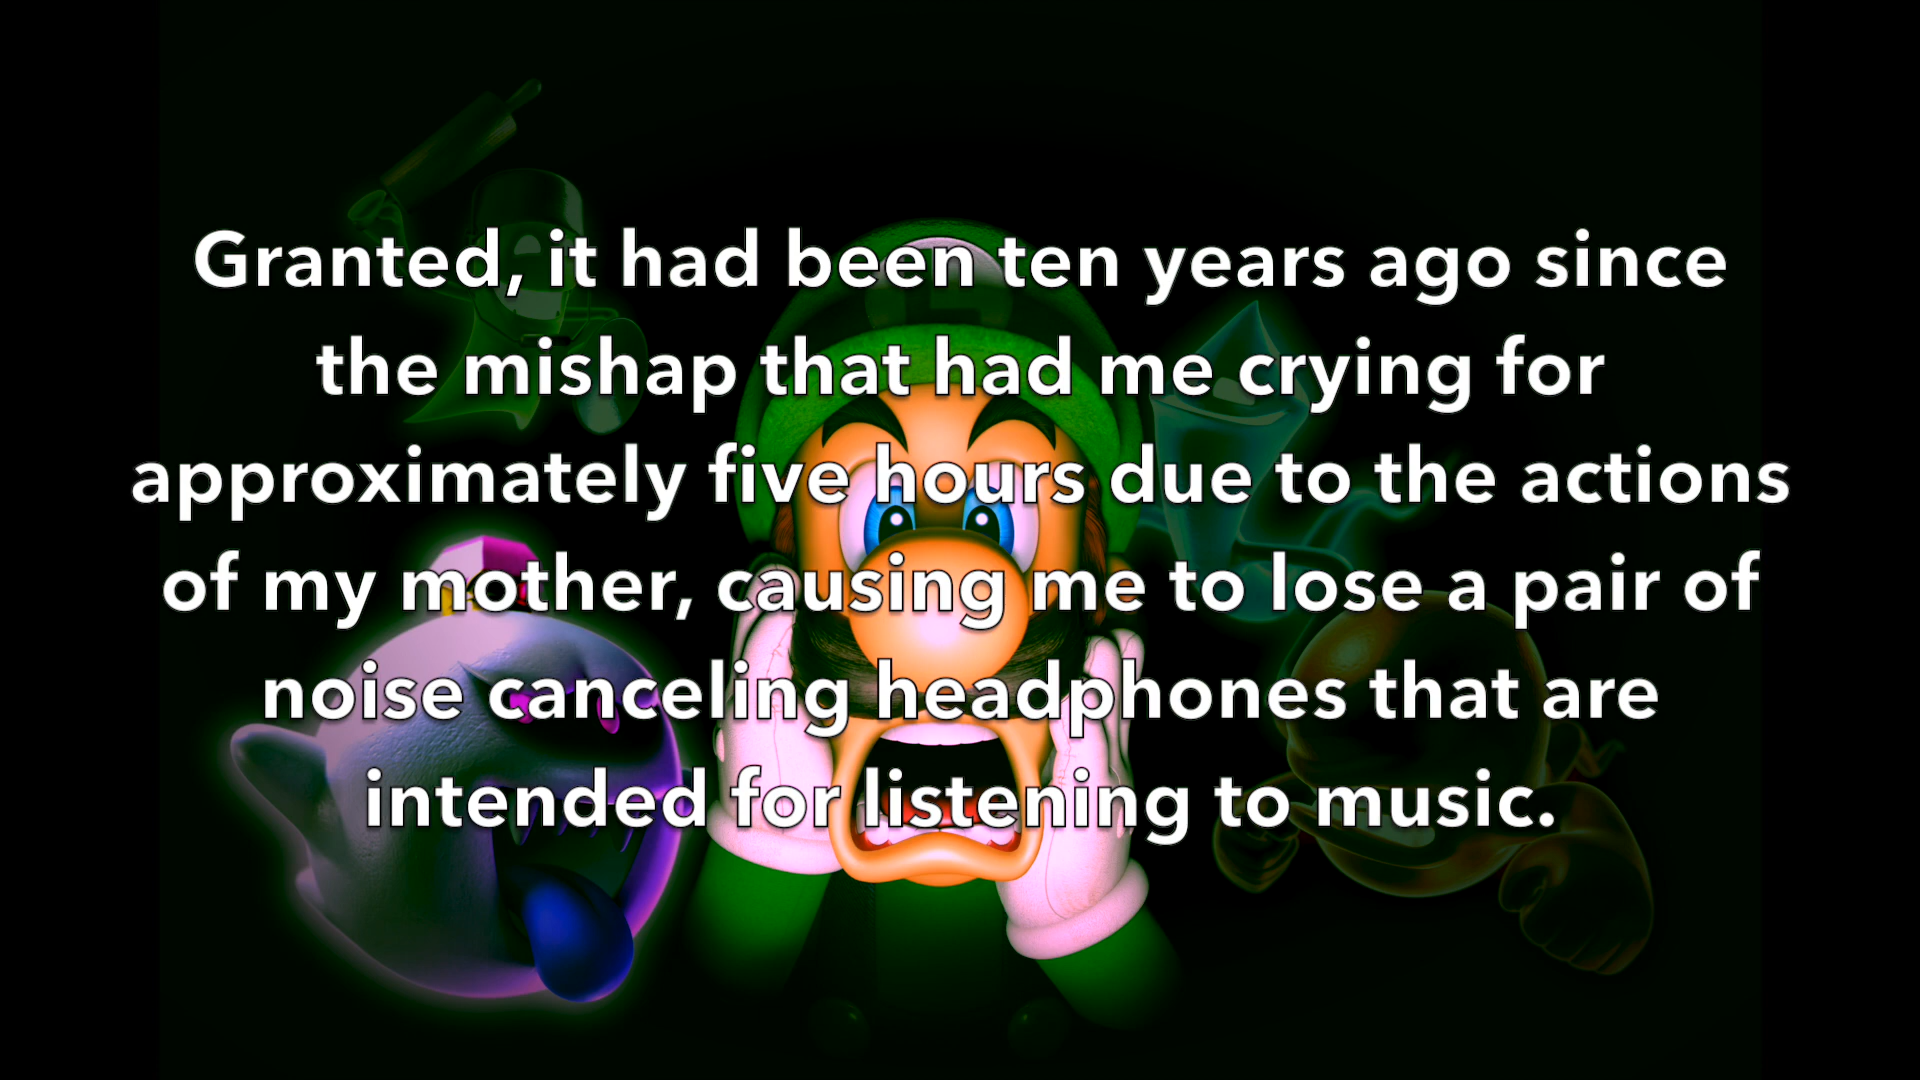 Granted, it had been ten years ago since
the mishap that had me crying for
approximately five hours due to the actions
of my mother, causing me to lose a pair of
noise canceling headphones that are
intended for listening to music.